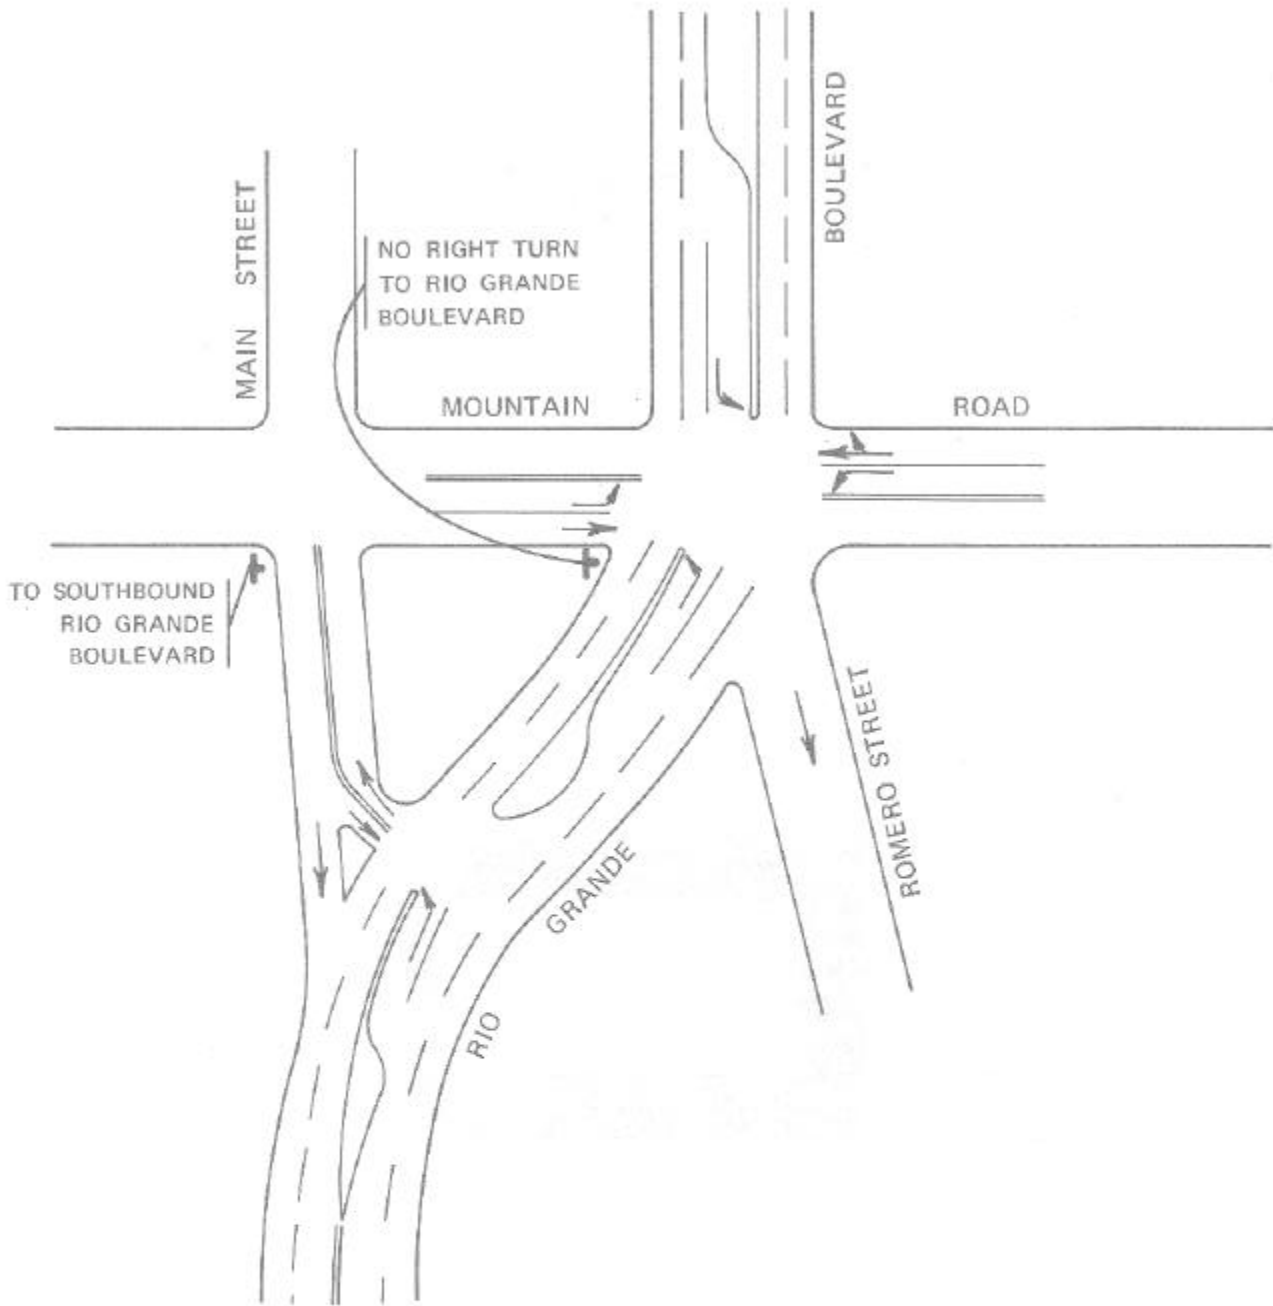 BOULEVARD
MAIN STREET
NO RIGHT TURN
TO RIO GRANDE
BOULEVARD
MOUNTAIN
ROAD
TO SOUTHBOUND
RIO GRANDE
BOULEVARD
ROMERO STREET
RIO GRANDE